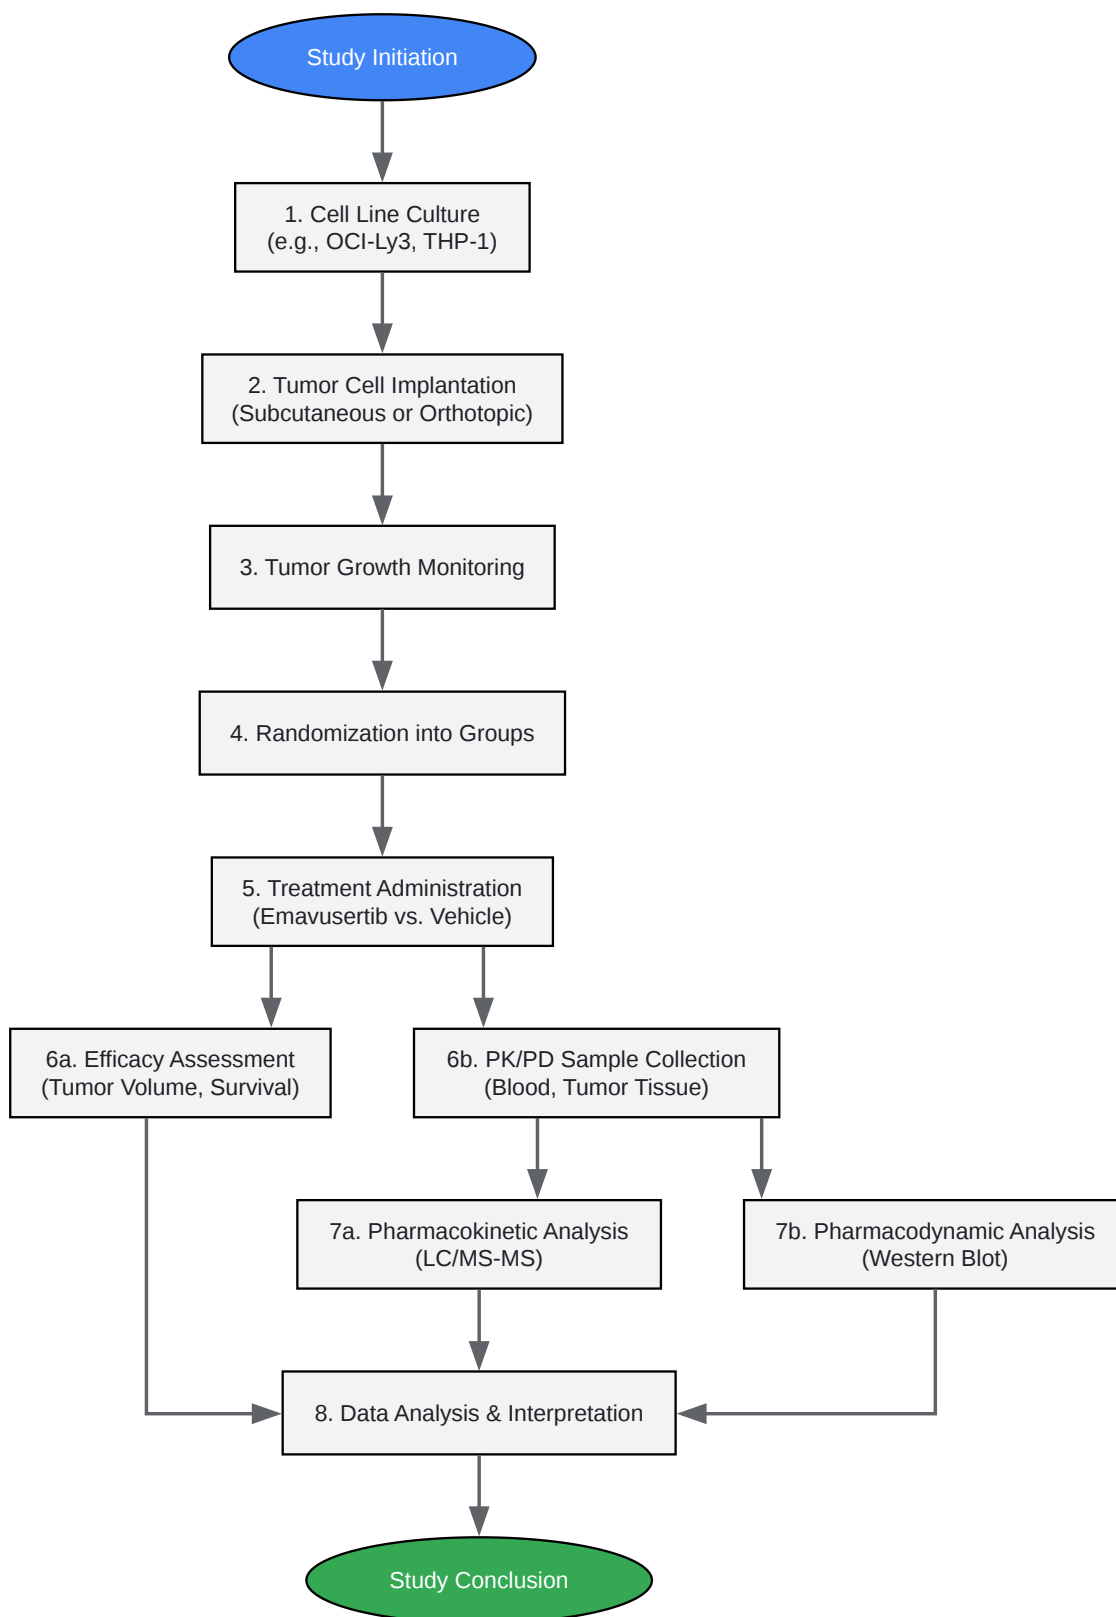 Study Initiation
1. Cell Line Culture
(e.g., OCI-Ly3, THP-1)
2. Tumor Cell Implantation
(Subcutaneous or Orthotopic)
3. Tumor Growth Monitoring
4. Randomization into Groups
5. Treatment Administration
(Emavusertib vs. Vehicle)
6a. Efficacy Assessment
(Tumor Volume, Survival)
6b. PK/PD Sample Collection
(Blood, Tumor Tissue)
7a. Pharmacokinetic Analysis
(LC/MS-MS)
7b. Pharmacodynamic Analysis
(Western Blot)
8. Data Analysis & Interpretation
Study Conclusion